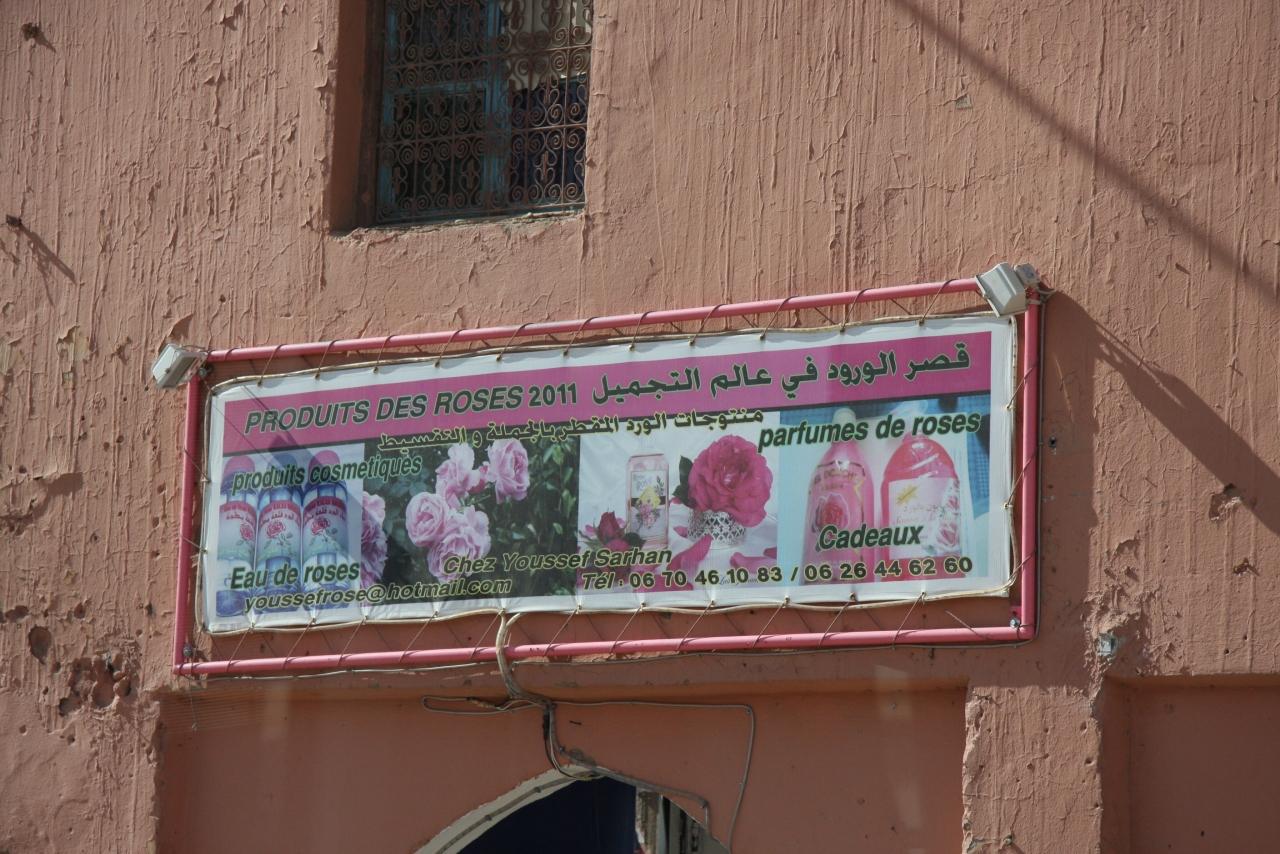 PRODUITS DES ROSES 2011 قصر الورود في عالم التجميل
منتوجات الورد المقطر بالجملة و التقسيط
parfumes de roses
produits cosmetiques
Cadeaux
Chez Youssef Sarhan
Eau de roses
Tél : 06 70 46 10 83 / 06 26 44 62 60
youssefrose@hotmail.com